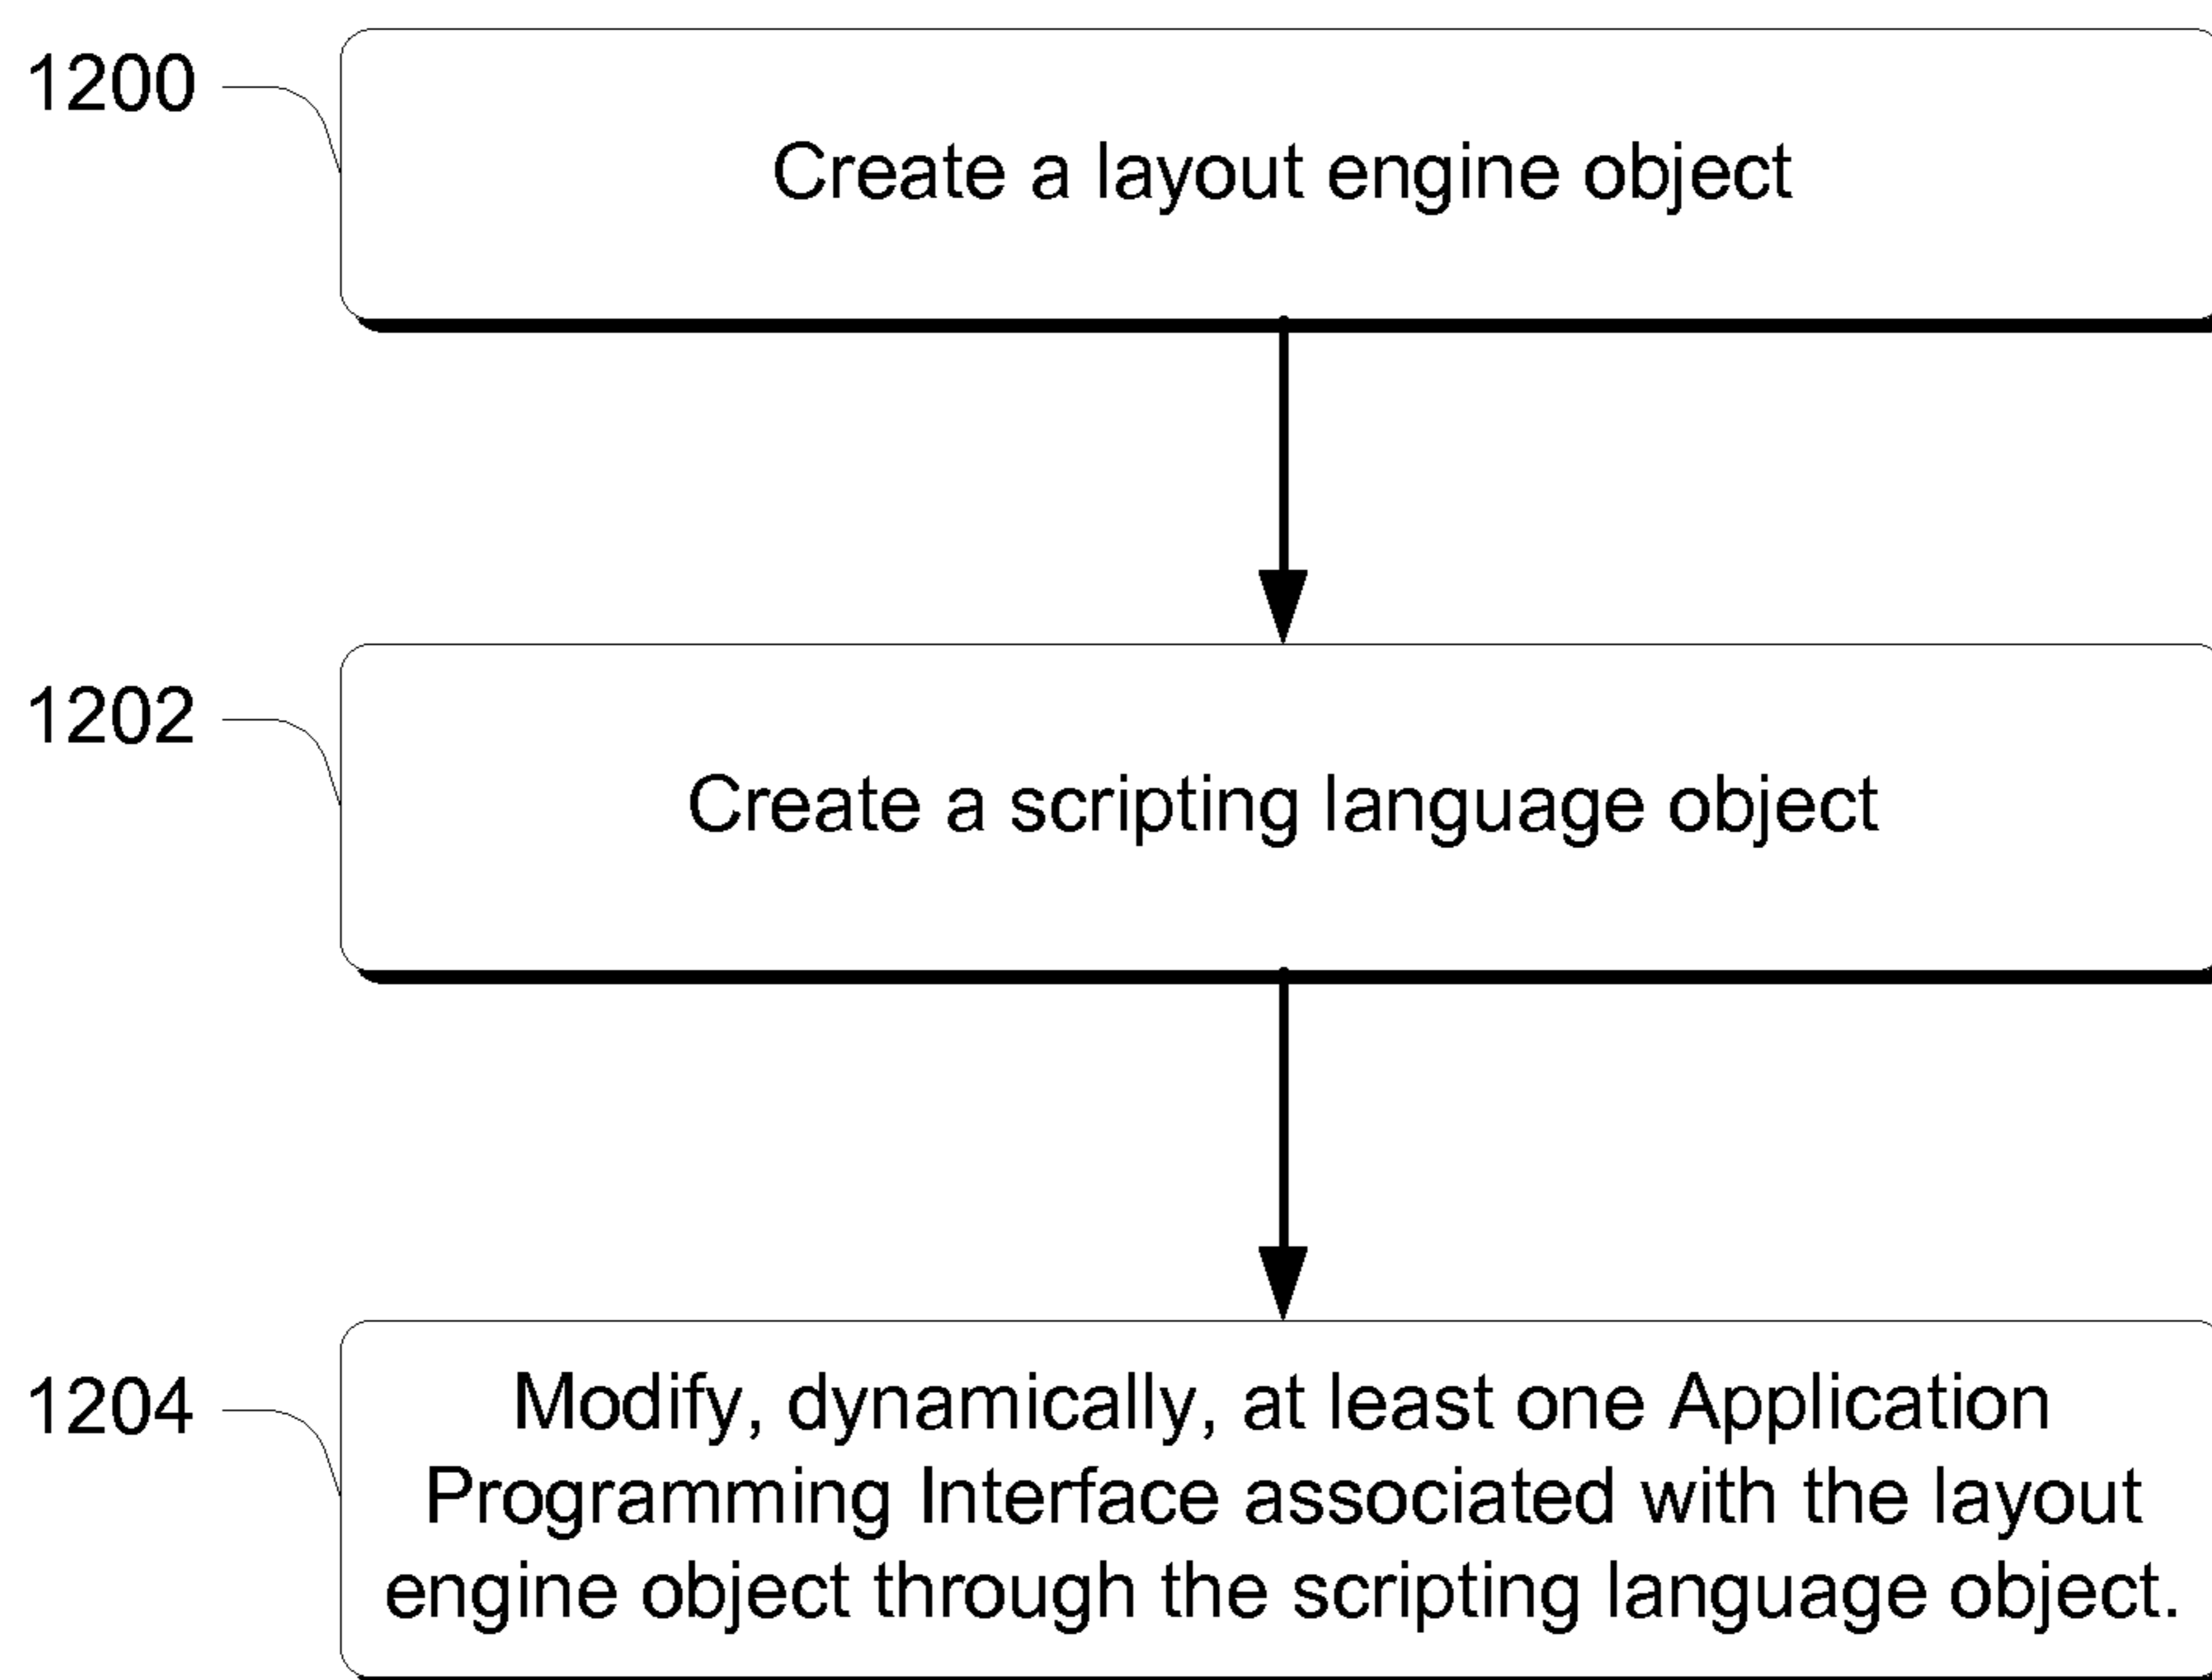 1200
Create a layout engine object
1202
Create a scripting language object
1204
Modify, dynamically, at least one Application
Programming Interface associated with the layout
engine object through the scripting language object.